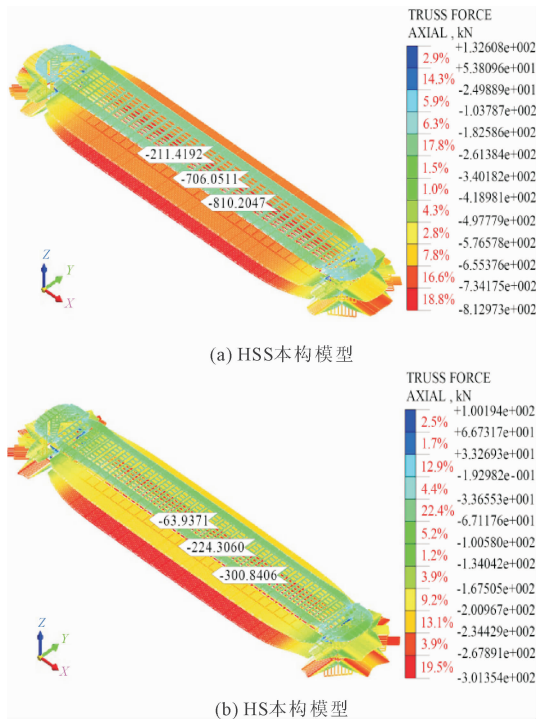 TRUSS FORCE
AXIAL , kN
+1.32608e+002
2.9%
+5.38096e+001
14.3%
-2.49889e+001
5.9%
-1.03787e+002
6.3%
-1.82586e+002
17.8%
-2.61384e+002
1.5%
-3.40182e+002
1.0%
-4.18981e+002
4.3%
-4.97779e+002
2.8%
-5.76578e+002
7.8%
-6.55376e+002
16.6%
-7.34175e+002
18.8%
-8.12973e+002
-211.4192
-706.0511
-810.2047
Z
Y
X
(a) HSS本构模型
TRUSS FORCE
AXIAL , kN
+1.00194e+002
2.5%
+6.67317e+001
1.7%
+3.32693e+001
12.9%
-1.92982e-001
4.4%
-3.36553e+001
22.4%
-6.71176e+001
5.2%
-1.00580e+002
1.2%
-1.34042e+002
3.9%
-1.67505e+002
9.2%
-2.00967e+002
13.1%
-2.34429e+002
3.9%
-2.67891e+002
19.5%
-3.01354e+002
-63.9371
-224.3060
-300.8406
Z
Y
X
(b) HS本构模型